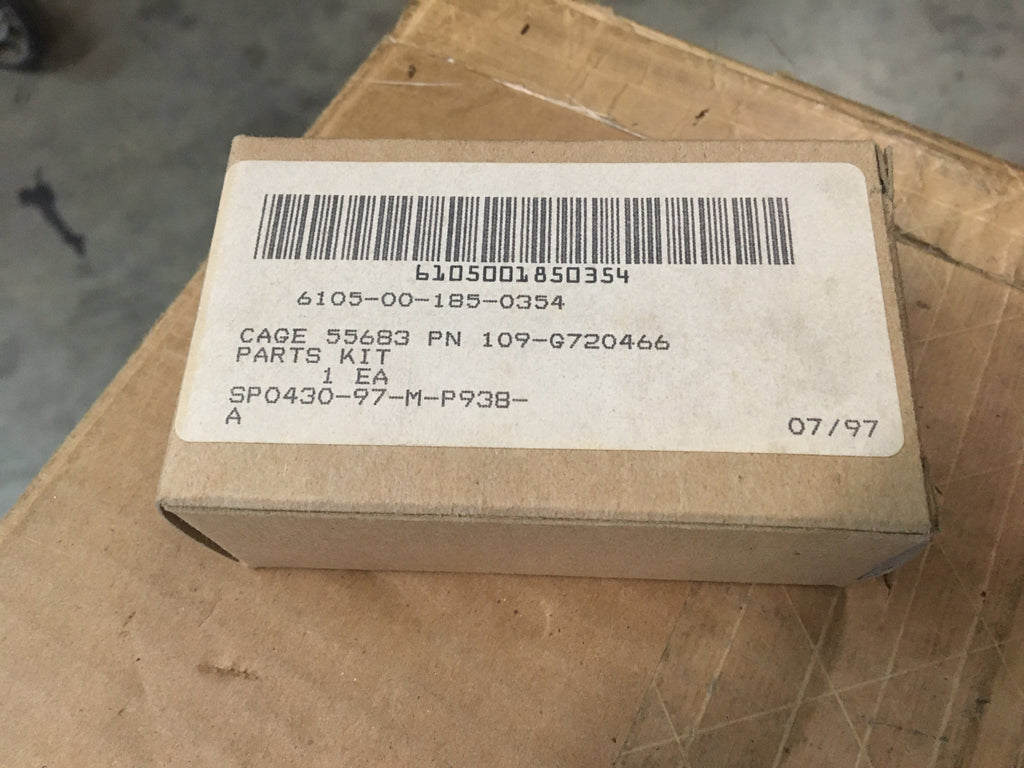 6105001850354
6105-00-185-0354
CAGE 55683 PN 109-G720466
PARTS KIT
1 EA
SP0430-97-M-P938-
A
07/97